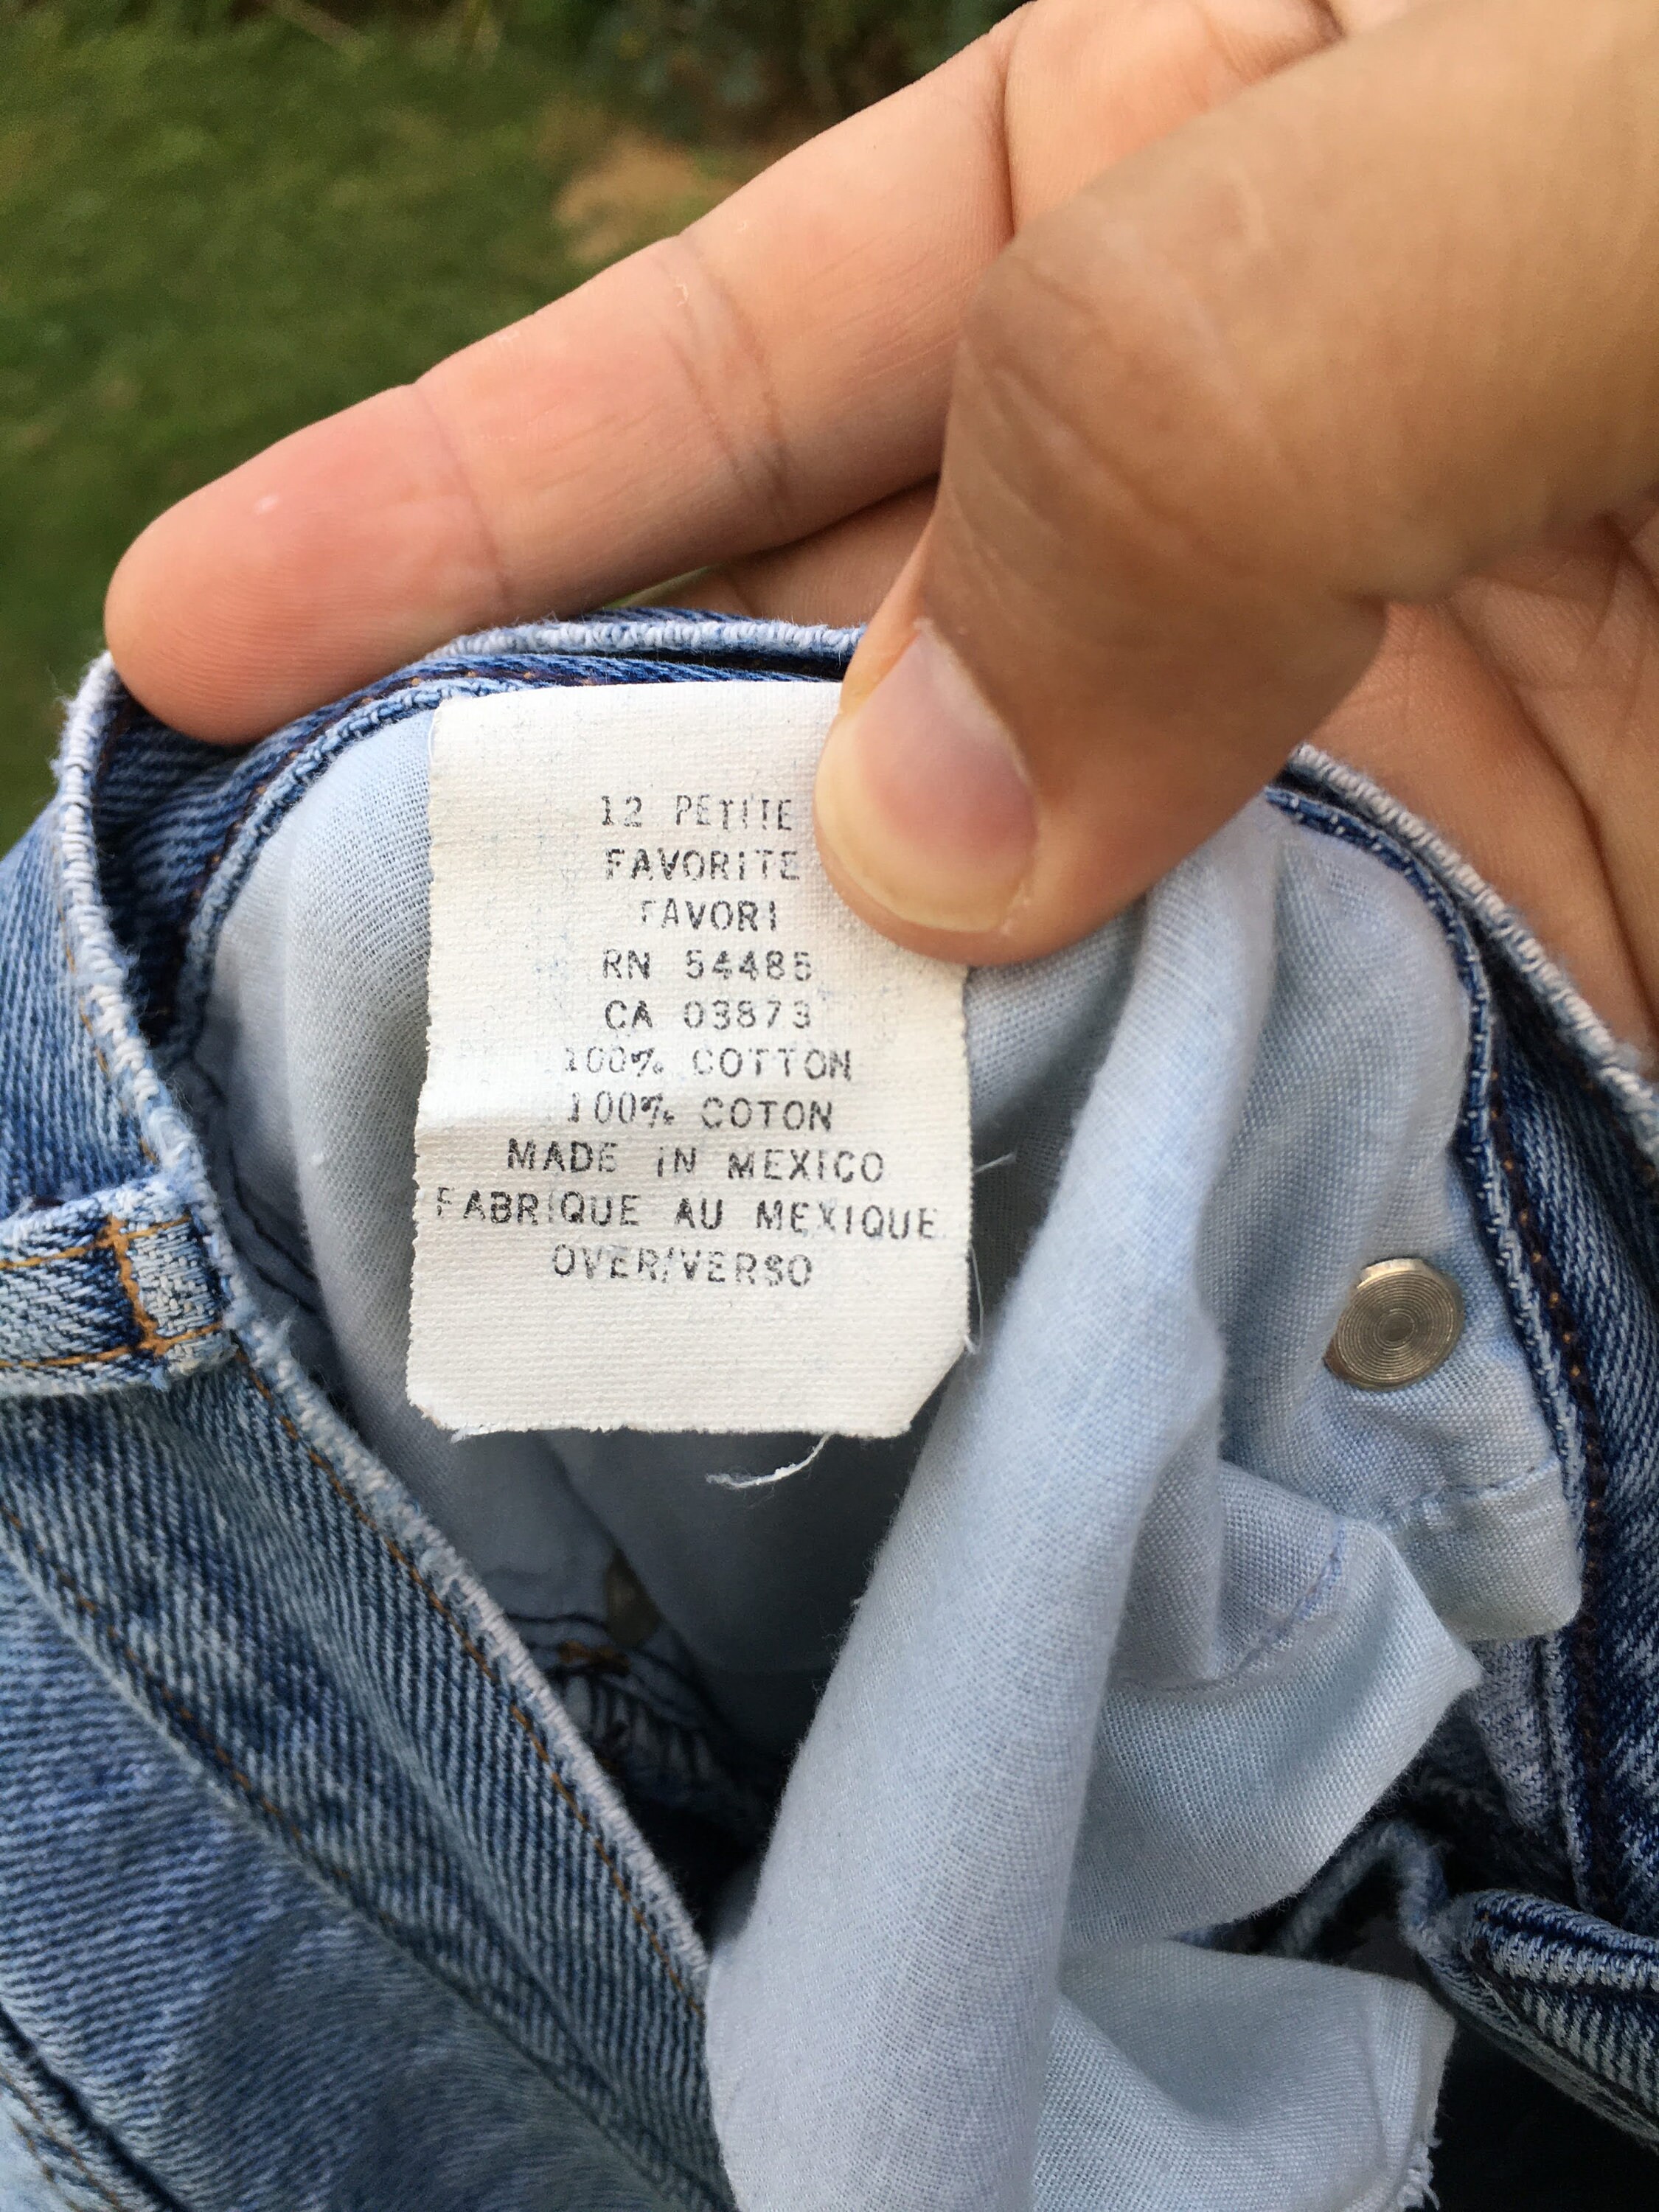 12 PETITE
FAVORITE
FAVORI
RN 54485
CA 03873
100% COTTON
100% COTON
MADE IN MEXICO
FABRIQUE AU MEXIQUE
OVER/VERSO